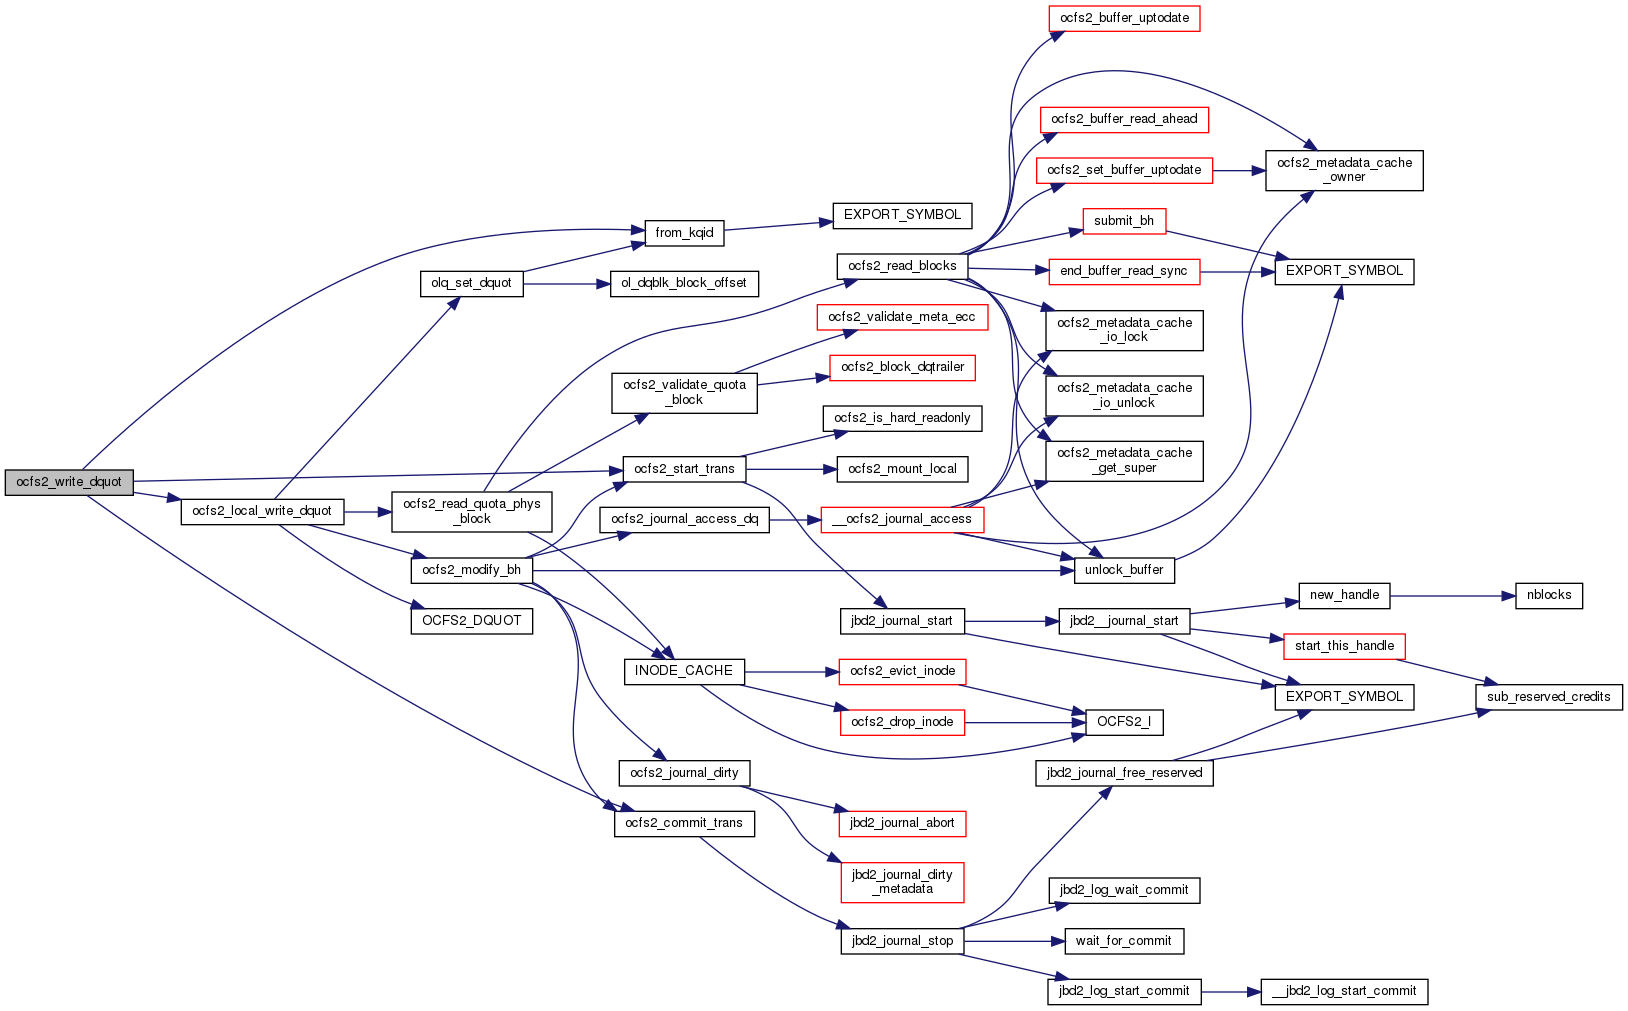 ocfs2_buffer_uptodate
ocfs2_buffer_read_ahead
ocfs2_metadata_cache
_owner
ocfs2_set_buffer_uptodate
EXPORT_SYMBOL
submit_bh
from_kqid
ocfs2_read_blocks
end_buffer_read_sync
EXPORT_SYMBOL
olq_set_dquot
ol_dqblk_block_offset
ocfs2_validate_meta_ecc
ocfs2_metadata_cache
_io_lock
ocfs2_block_dqtrailer
ocfs2_validate_quota
_block
ocfs2_metadata_cache
_io_unlock
ocfs2_is_hard_readonly
ocfs2_metadata_cache
_get_super
ocfs2_start_trans
ocfs2_mount_local
ocfs2_write_dquot
ocfs2_local_write_dquot
ocfs2_read_quota_phys
_block
ocfs2_journal_access_dq
__ocfs2_journal_access
ocfs2_modify_bh
unlock_buffer
new_handle
nblocks
OCFS2_DQUOT
jbd2_journal_start
jbd2__journal_start
start_this_handle
INODE_CACHE
ocfs2_evict_inode
EXPORT_SYMBOL
sub_reserved_credits
ocfs2_drop_inode
OCFS2_I
ocfs2_journal_dirty
jbd2_journal_free_reserved
ocfs2_commit_trans
jbd2_journal_abort
jbd2_journal_dirty
_metadata
jbd2_log_wait_commit
jbd2_journal_stop
wait_for_commit
jbd2_log_start_commit
__jbd2_log_start_commit